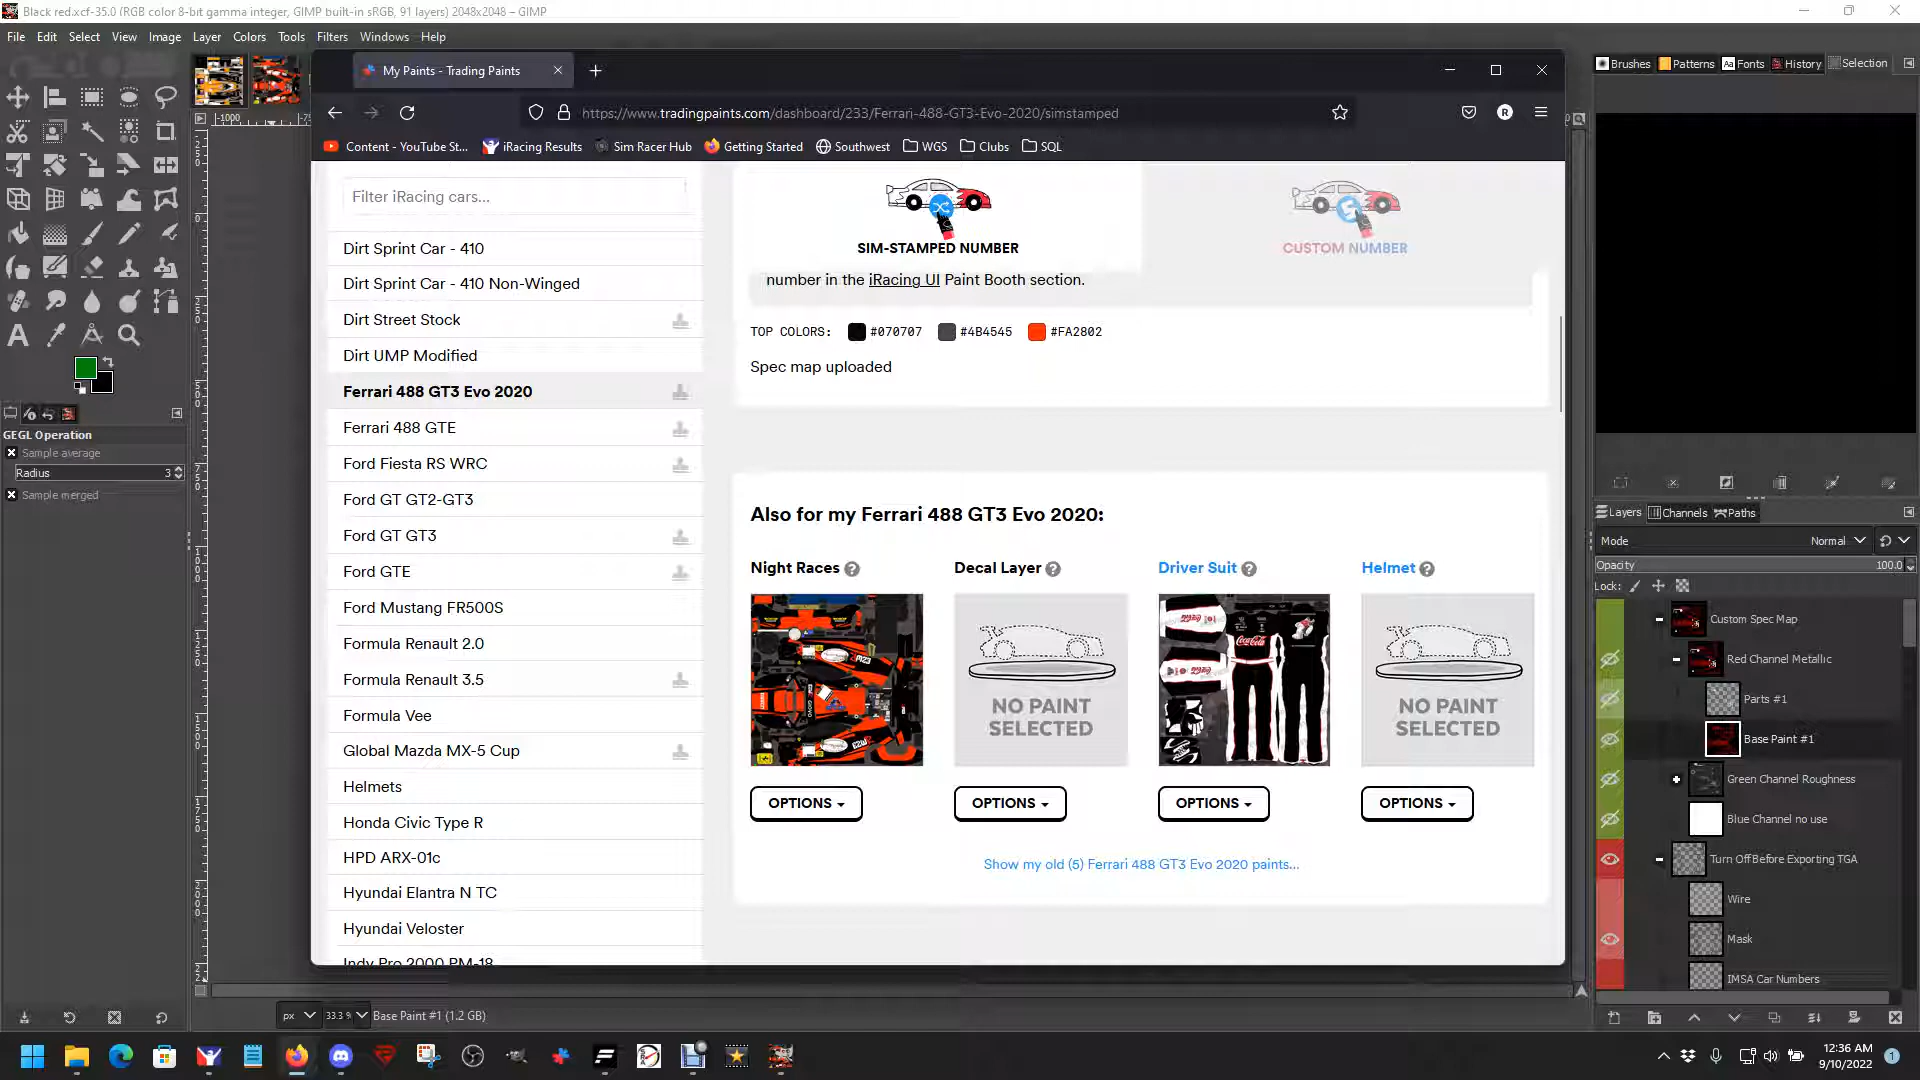 Black red.xcf-35.0 (RGB color 8-bit gamma integer, GIMP built-in sRGB, 91 layers) 2048x2048 – GIMP
File Edit Select View Image Layer Colors Tools Filters Windows Help
My Paints - Trading Paints
https://www.tradingpaints.com/dashboard/233/Ferrari-488-GT3-Evo-2020/simstamped
R
Content - YouTube St...
iRacing Results
Sim Racer Hub
Getting Started
Southwest
WGS
Clubs
SQL
Filter iRacing cars...
Dirt Sprint Car - 410
Dirt Sprint Car - 410 Non-Winged
Dirt Street Stock
Dirt UMP Modified
Ferrari 488 GT3 Evo 2020
Ferrari 488 GTE
Ford Fiesta RS WRC
Ford GT GT2-GT3
Ford GT GT3
Ford GTE
Ford Mustang FR500S
Formula Renault 2.0
Formula Renault 3.5
Formula Vee
Global Mazda MX-5 Cup
Helmets
Honda Civic Type R
HPD ARX-01c
Hyundai Elantra N TC
Hyundai Veloster
Indy Pro 2000 PM-18
SIM-STAMPED NUMBER
CUSTOM NUMBER
number in the iRacing UI Paint Booth section.
TOP COLORS: #070707 #4B4545 #FA2802
Spec map uploaded
Also for my Ferrari 488 GT3 Evo 2020:
Night Races
Decal Layer
Driver Suit
Helmet
NO PAINT
SELECTED
Coca-Cola
NO PAINT
SELECTED
OPTIONS
OPTIONS
OPTIONS
OPTIONS
Show my old (5) Ferrari 488 GT3 Evo 2020 paints...
GEGL Operation
Sample average
Radius 3
Sample merged
-1000
px
33.3 %
Base Paint #1 (1.2 GB)
Brushes
Patterns
Fonts
History
Selection
Layers
Channels
Paths
Mode Normal
Opacity 100.0
Lock:
Custom Spec Map
Red Channel Metallic
Parts #1
Base Paint #1
Green Channel Roughness
Blue Channel no use
Turn Off Before Exporting TGA
Wire
Mask
IMSA Car Numbers
12:36 AM
9/10/2022
1